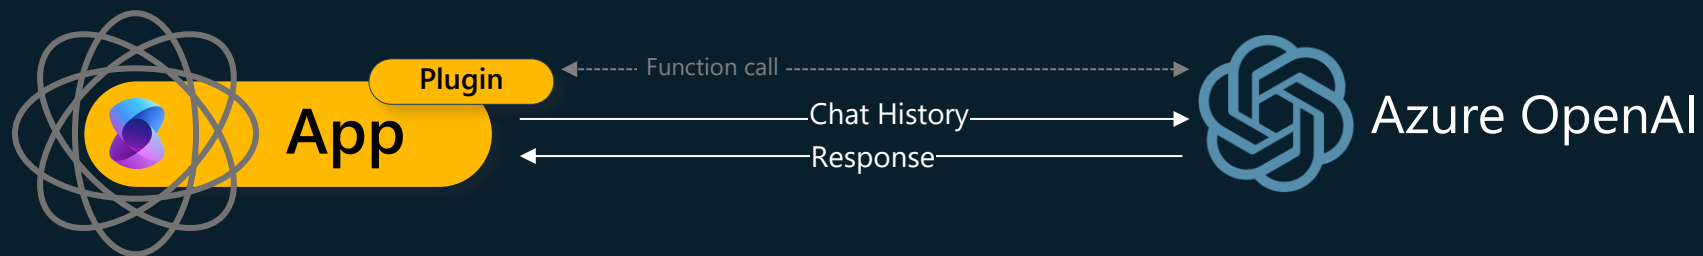 Plugin
Function call
App
Chat History
Azure OpenAI
Response